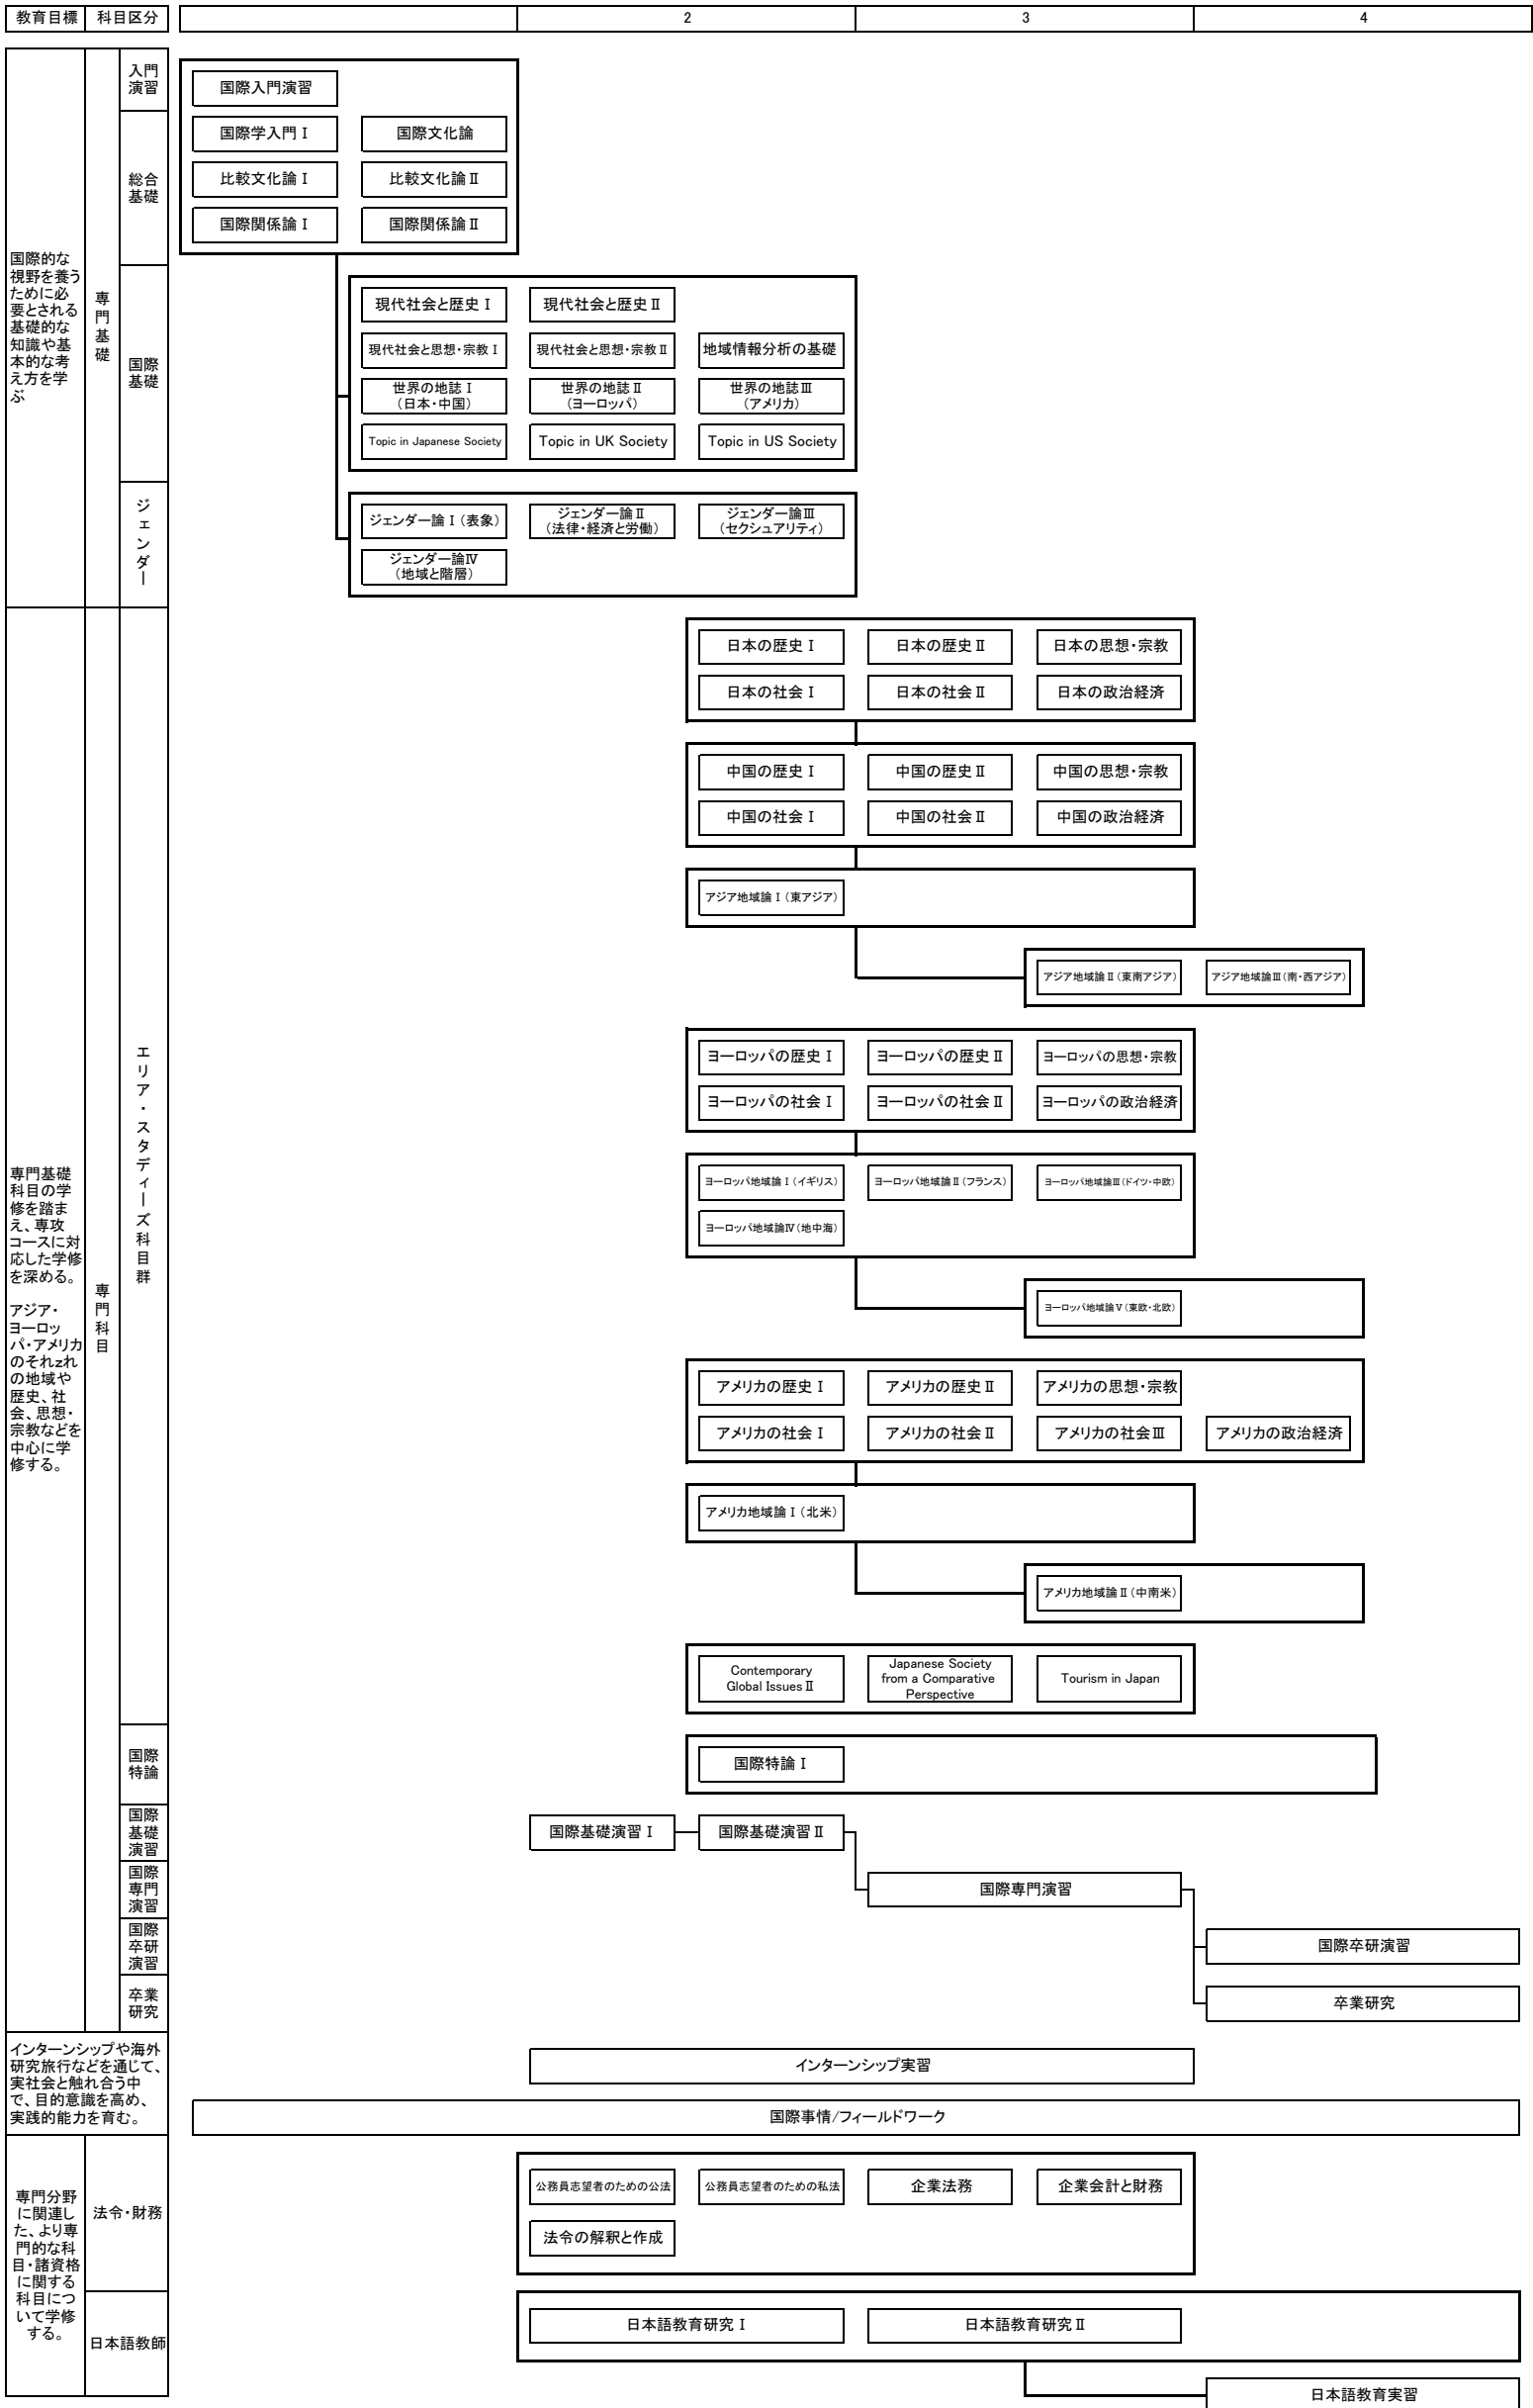 教育目標 科目区分 2 3 4
入門
演習
国際入門演習
総合
基礎
国際学入門Ⅰ 国際文化論
比較文化論Ⅰ 比較文化論Ⅱ
国際関係論Ⅰ 国際関係論Ⅱ
国際的な
視野を養う
ために必
要とされる
基礎的な
知識や基
本的な考
え方を学
ぶ
専門基礎
国際
基礎
現代社会と歴史Ⅰ 現代社会と歴史Ⅱ
現代社会と思想・宗教Ⅰ 現代社会と思想・宗教Ⅱ 地域情報分析の基礎
世界の地誌Ⅰ
（日本・中国）
世界の地誌Ⅱ
（ヨーロッパ）
世界の地誌Ⅲ
（アメリカ）
Topic in Japanese Society Topic in UK Society Topic in US Society
ジェンダー
ジェンダー論Ⅰ（表象）
ジェンダー論Ⅱ
（法律・経済と労働）
ジェンダー論Ⅲ
（セクシュアリティ）
ジェンダー論Ⅳ
（地域と階層）
専門基礎
科目の学
修を踏ま
え、専攻
コースに対
応した学修
を深める。
アジア・
ヨーロッ
パ・アメリカ
のそれzれ
の地域や
歴史、社
会、思想・
宗教などを
中心に学
修する。
専門科目
エリア・スタディーズ科目群
日本の歴史Ⅰ 日本の歴史Ⅱ 日本の思想・宗教
日本の社会Ⅰ 日本の社会Ⅱ 日本の政治経済
中国の歴史Ⅰ 中国の歴史Ⅱ 中国の思想・宗教
中国の社会Ⅰ 中国の社会Ⅱ 中国の政治経済
アジア地域論Ⅰ（東アジア）
アジア地域論Ⅱ（東南アジア） アジア地域論Ⅲ（南・西アジア）
ヨーロッパの歴史Ⅰ ヨーロッパの歴史Ⅱ ヨーロッパの思想・宗教
ヨーロッパの社会Ⅰ ヨーロッパの社会Ⅱ ヨーロッパの政治経済
ヨーロッパ地域論Ⅰ（イギリス） ヨーロッパ地域論Ⅱ（フランス） ヨーロッパ地域論Ⅲ（ドイツ・中欧）
ヨーロッパ地域論Ⅳ（地中海）
ヨーロッパ地域論Ⅴ（東欧・北欧）
アメリカの歴史Ⅰ アメリカの歴史Ⅱ アメリカの思想・宗教
アメリカの社会Ⅰ アメリカの社会Ⅱ アメリカの社会Ⅲ アメリカの政治経済
アメリカ地域論Ⅰ（北米）
アメリカ地域論Ⅱ（中南米）
Contemporary
Global Issues Ⅱ
Japanese Society
from a Comparative
Perspective
Tourism in Japan
国際
特論
国際特論Ⅰ
国際
基礎
演習
国際基礎演習Ⅰ 国際基礎演習Ⅱ
国際
専門
演習
国際専門演習
国際
卒研
演習
国際卒研演習
卒業
研究
卒業研究
インターンシップや海外
研究旅行などを通じて、
実社会と触れ合う中
で、目的意識を高め、
実践的能力を育む。
インターンシップ実習
国際事情/フィールドワーク
専門分野
に関連し
た、より専
門的な科
目・諸資格
に関する
科目につ
いて学修
する。
法令・財務
公務員志望者のための公法 公務員志望者のための私法 企業法務 企業会計と財務
法令の解釈と作成
日本語教師
日本語教育研究Ⅰ 日本語教育研究Ⅱ
日本語教育実習